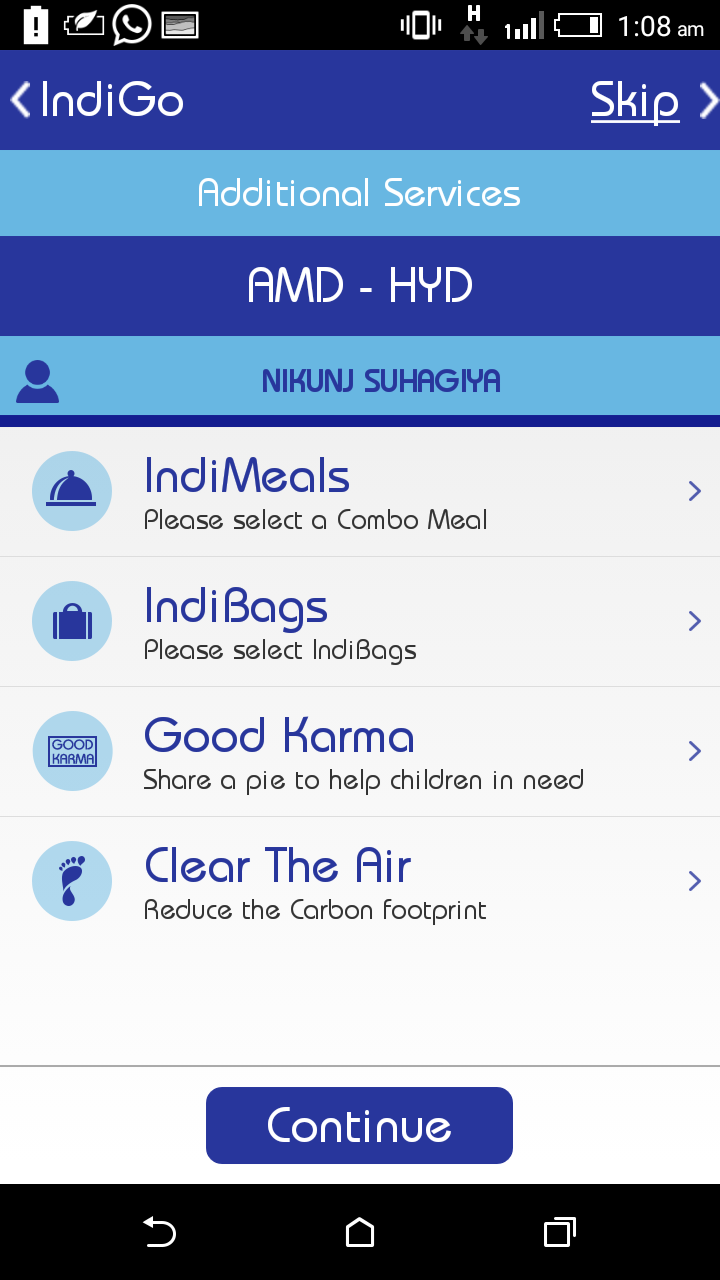 H
1:08 am
IndiGo Skip
Additional Services
AMD - HYD
NIKUNJ SUHAGIYA
IndiMeals
Please select a Combo Meal
IndiBags
Please select IndiBags
GOOD
KARMA
Good Karma
Share a pie to help children in need
Clear The Air
Reduce the Carbon footprint
Continue